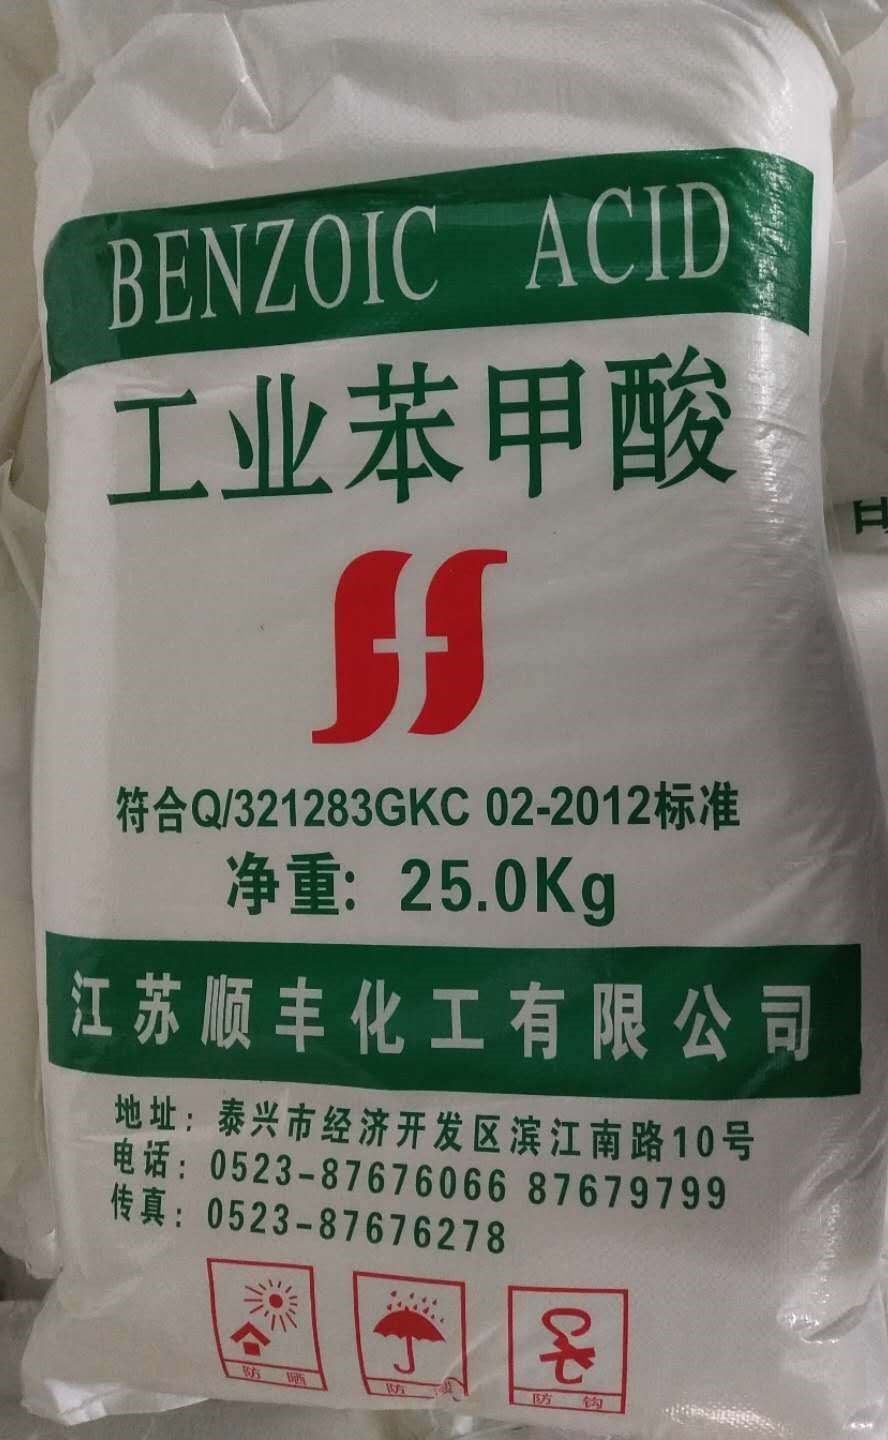 BENZOIC ACID
工业苯甲酸
符合Q/321283GKC 02-2012标准
净重: 25.0Kg
江苏顺丰化工有限公司
地址: 泰兴市经济开发区滨江南路10号
电话: 0523-87676066 87679799
传真: 0523-87676278
防晒
防
防钩